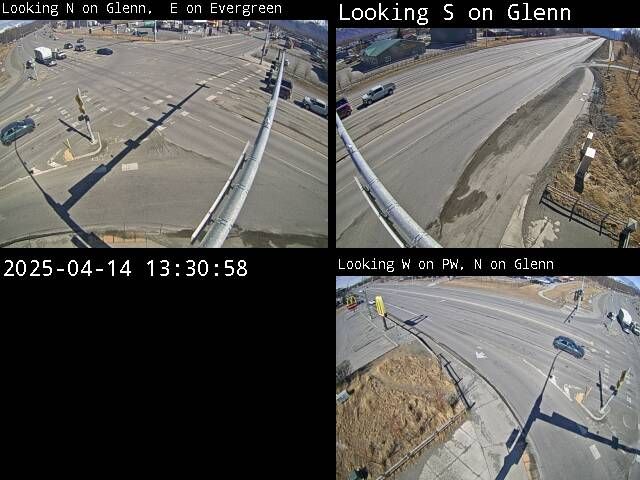 Looking N on Glenn,  E on Evergreen
Looking S on Glenn
2025-04-14 13:30:58
Looking W on PW, N on Glenn